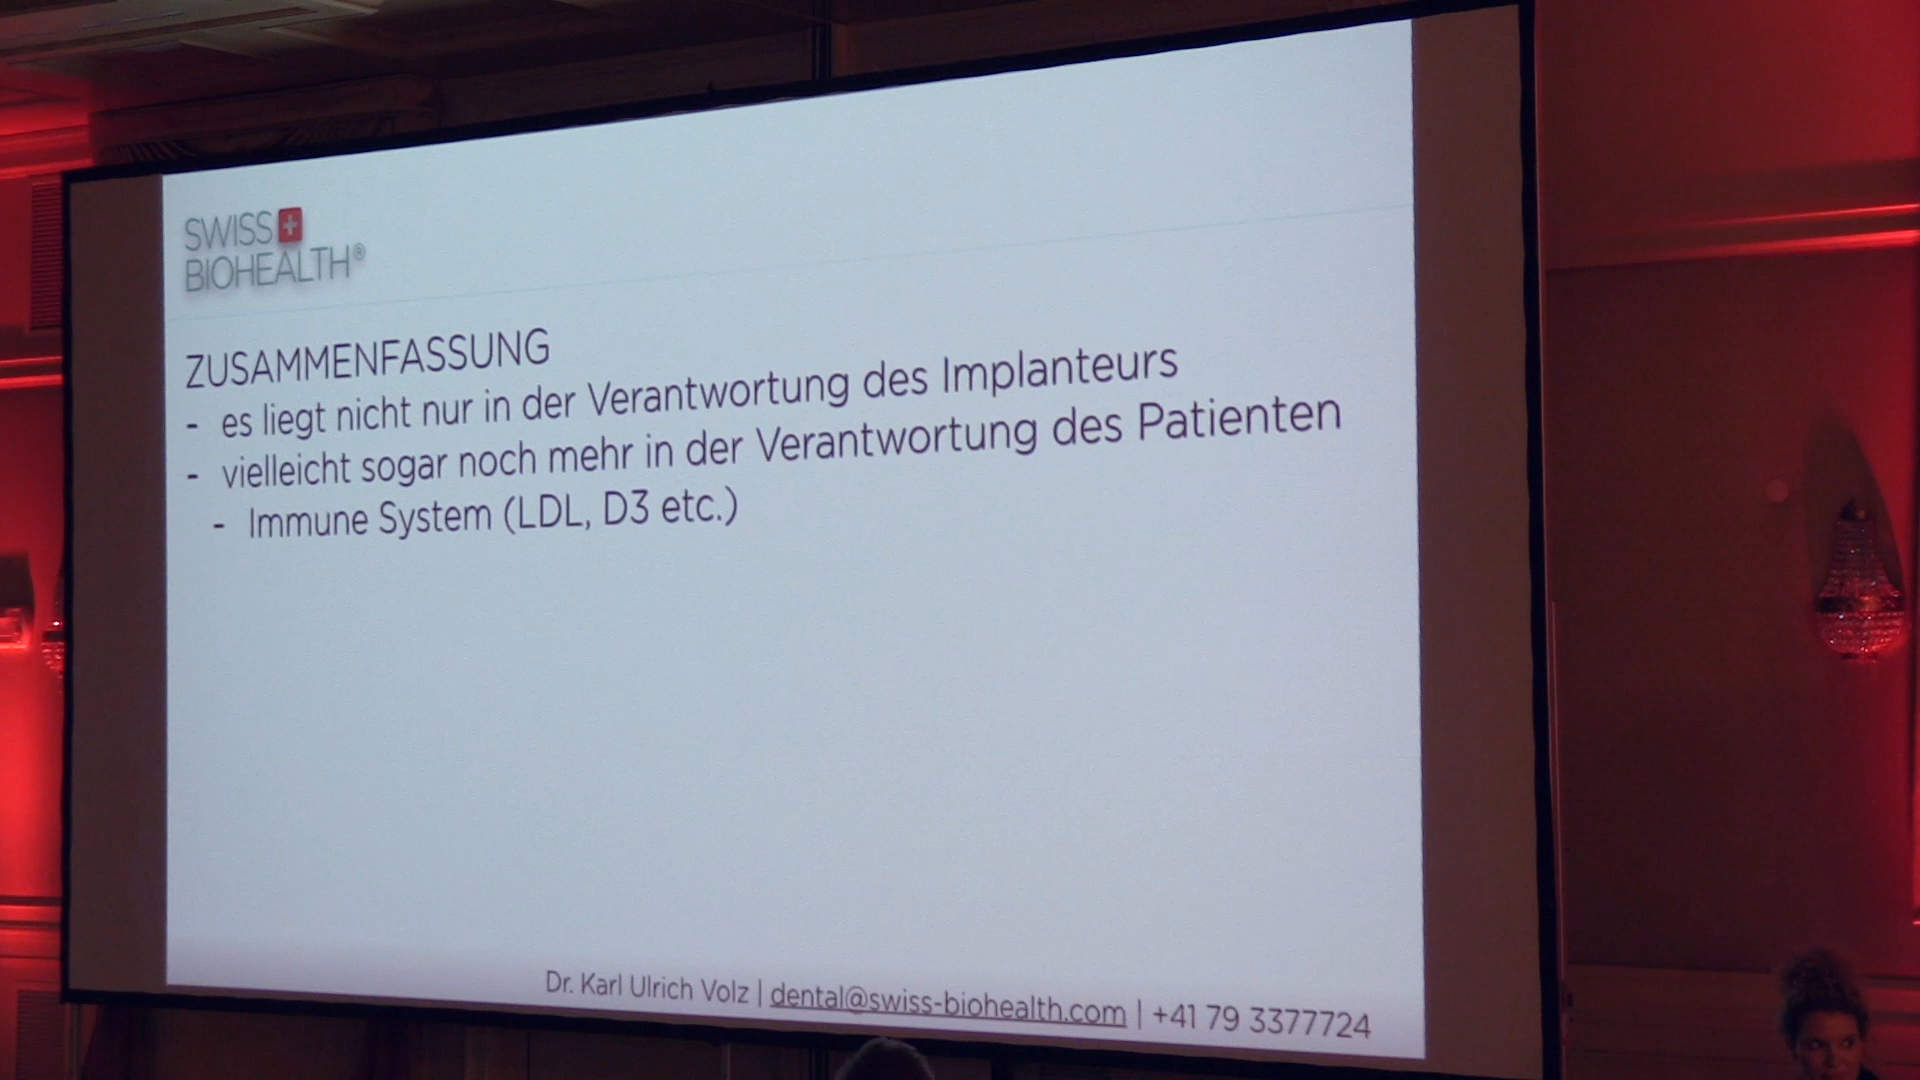 SWISS
BIOHEALTH®
ZUSAMMENFASSUNG
- es liegt nicht nur in der Verantwortung des Implanteurs
- vielleicht sogar noch mehr in der Verantwortung des Patienten
- Immune System (LDL, D3 etc.)
Dr. Karl Ulrich Volz | dental@swiss-biohealth.com | +41 79 3377724